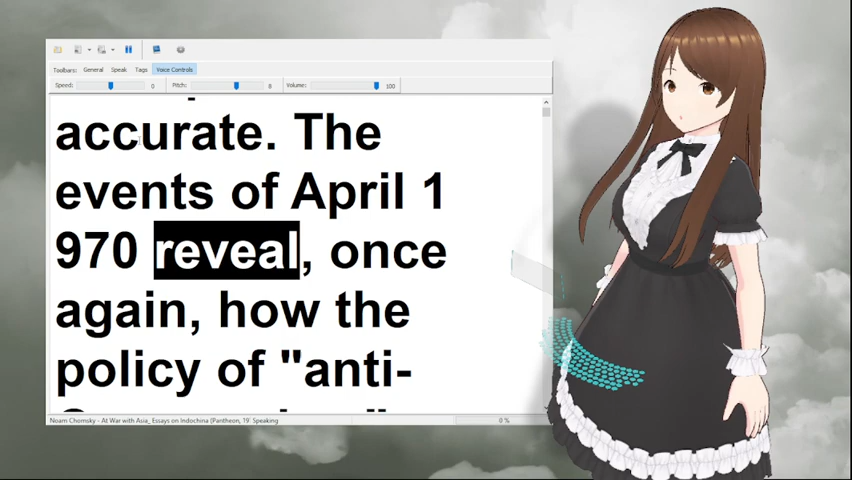 Toolbars: General Speak Tags Voice Controls
Speed: 0 Pitch: 8 Volume: 100
accurate. The
events of April 1
970 reveal, once
again, how the
policy of "anti-
Noam Chomsky - At War with Asia_ Essays on Indochina (Pantheon, 19' Speaking 0 %